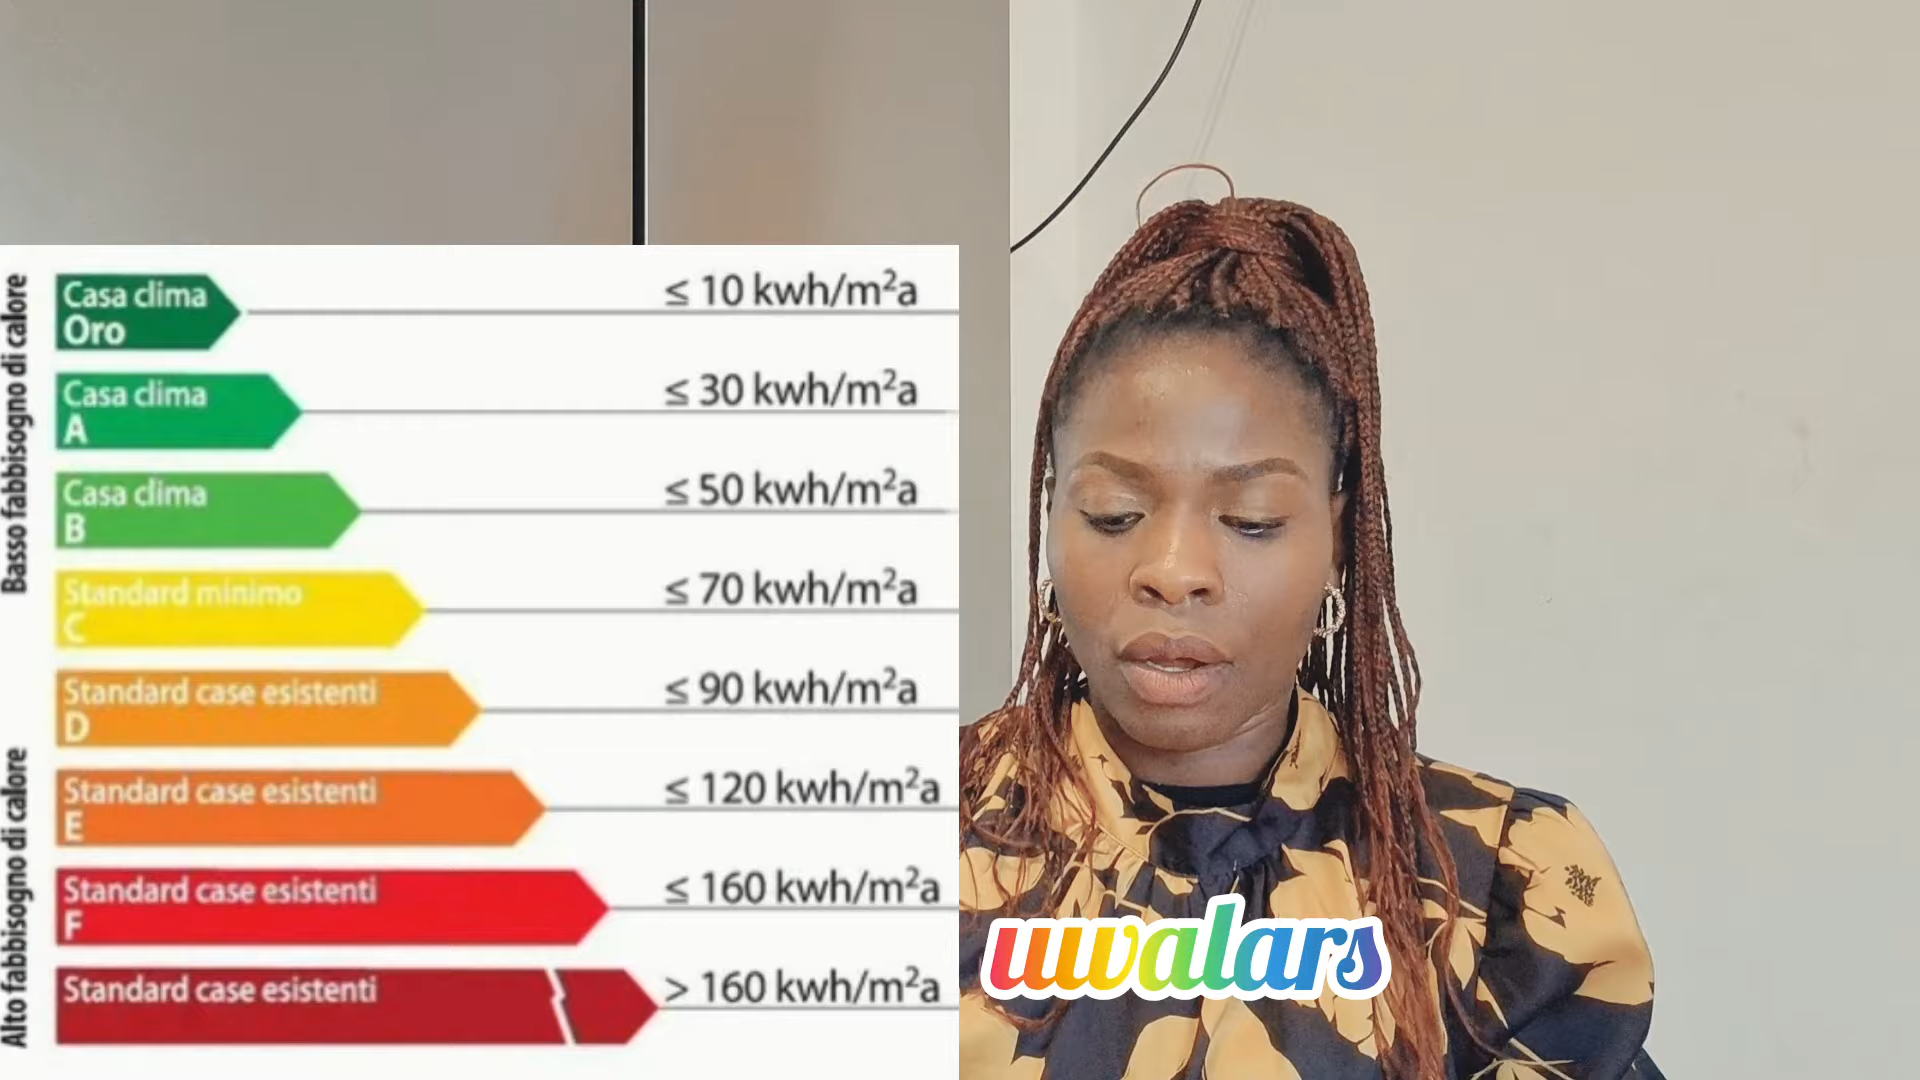 Basso fabbisogno di calore
Alto fabbisogno di calore
Casa clima
Oro
≤ 10 kwh/m²a
Casa clima
A
≤ 30 kwh/m²a
Casa clima
B
≤ 50 kwh/m²a
Standard minimo
C
≤ 70 kwh/m²a
Standard case esistenti
D
≤ 90 kwh/m²a
Standard case esistenti
E
≤ 120 kwh/m²a
Standard case esistenti
F
≤ 160 kwh/m²a
Standard case esistenti
> 160 kwh/m²a
uwalars